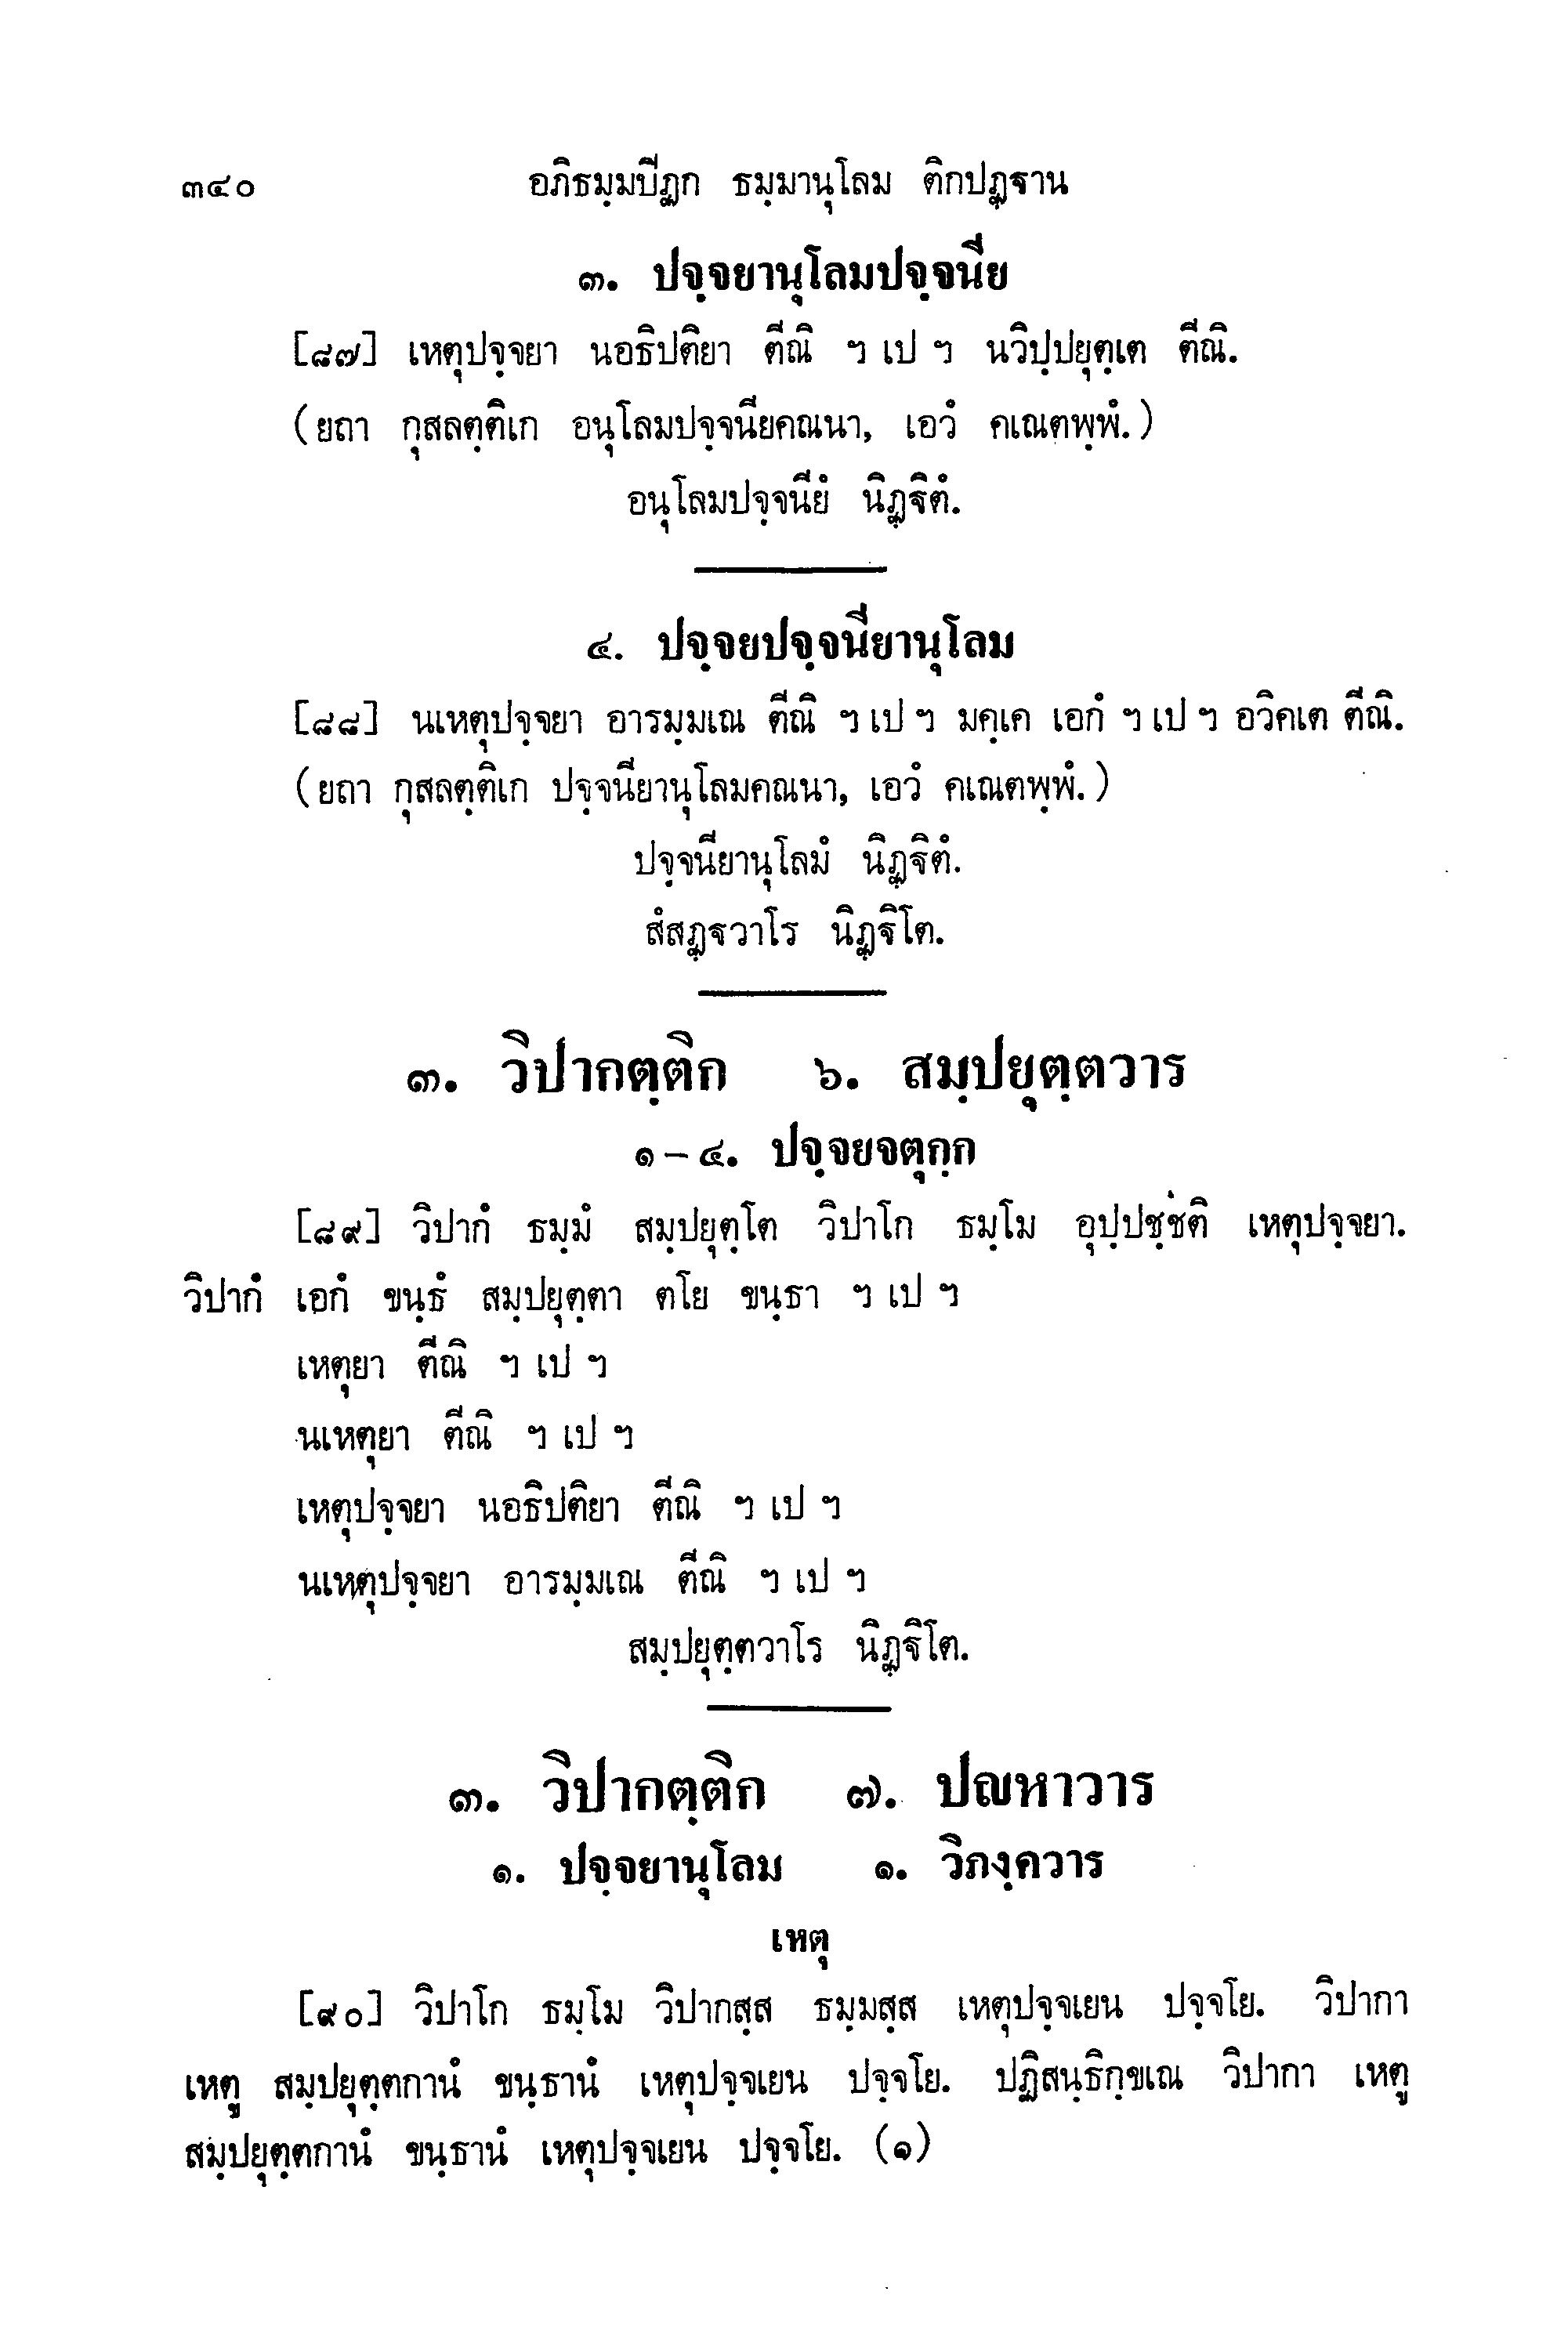 ๓๔๐ อภิธมฺมปิฏก ธมฺมานุโลม ติกปฏฺฐาน
๓. ปจฺจยานุโลมปจฺจนีย
[๘๗] เหตุปจฺจยา นอธิปติยา ตีณิ ฯ เป ฯ นวิปฺปยุตฺเต ตีณิ.
(ยถา กุสลตฺติเก อนุโลมปจฺจนียคณนา, เอวํ คเณตพฺพํ.)
อนุโลมปจฺจนียํ นิฏฺฐิตํ.
๔. ปจฺจยปจฺจนียานุโลม
[๘๘] นเหตุปจฺจยา อารมฺมเณ ตีณิ ฯ เป ฯ มคฺเค เอกํ ฯ เป ฯ อวิคเต ตีณิ.
(ยถา กุสลตฺติเก ปจฺจนียานุโลมคณนา, เอวํ คเณตพฺพํ.)
ปจฺจนียานุโลมํ นิฏฺฐิตํ.
สํสฏฺฐวาโร นิฏฺฐิโต.
๓. วิปากตฺติก ๖. สมฺปยุตฺตวาร
๑ – ๔. ปจฺจยจตุกฺก
[๘๙] วิปากํ ธมฺมํ สมฺปยุตฺโต วิปาโก ธมฺโม อุปฺปชฺชติ เหตุปจฺจยา.
วิปากํ เอกํ ขนฺธํ สมฺปยุตฺตา ตโย ขนฺธา ฯ เป ฯ
เหตุยา ตีณิ ฯ เป ฯ
นเหตุยา ตีณิ ฯ เป ฯ
เหตุปจฺจยา นอธิปติยา ตีณิ ฯ เป ฯ
นเหตุปจฺจยา อารมฺมเณ ตีณิ ฯ เป ฯ
สมฺปยุตฺตวาโร นิฏฺฐิโต.
๓. วิปากตฺติก ๗. ปญหาวาร
๑. ปจฺจยานุโลม ๑. วิภงฺควาร
เหตุ
[๙๐] วิปาโก ธมฺโม วิปากสฺส ธมฺมสฺส เหตุปจฺจเยน ปจฺจโย. วิปากา
เหตู สมฺปยุตฺตกานํ ขนฺธานํ เหตุปจฺจเยน ปจฺจโย. ปฏิสนฺธิกฺขเณ วิปากา เหตู
สมฺปยุตฺตกานํ ขนฺธานํ เหตุปจฺจเยน ปจฺจโย. (๑)